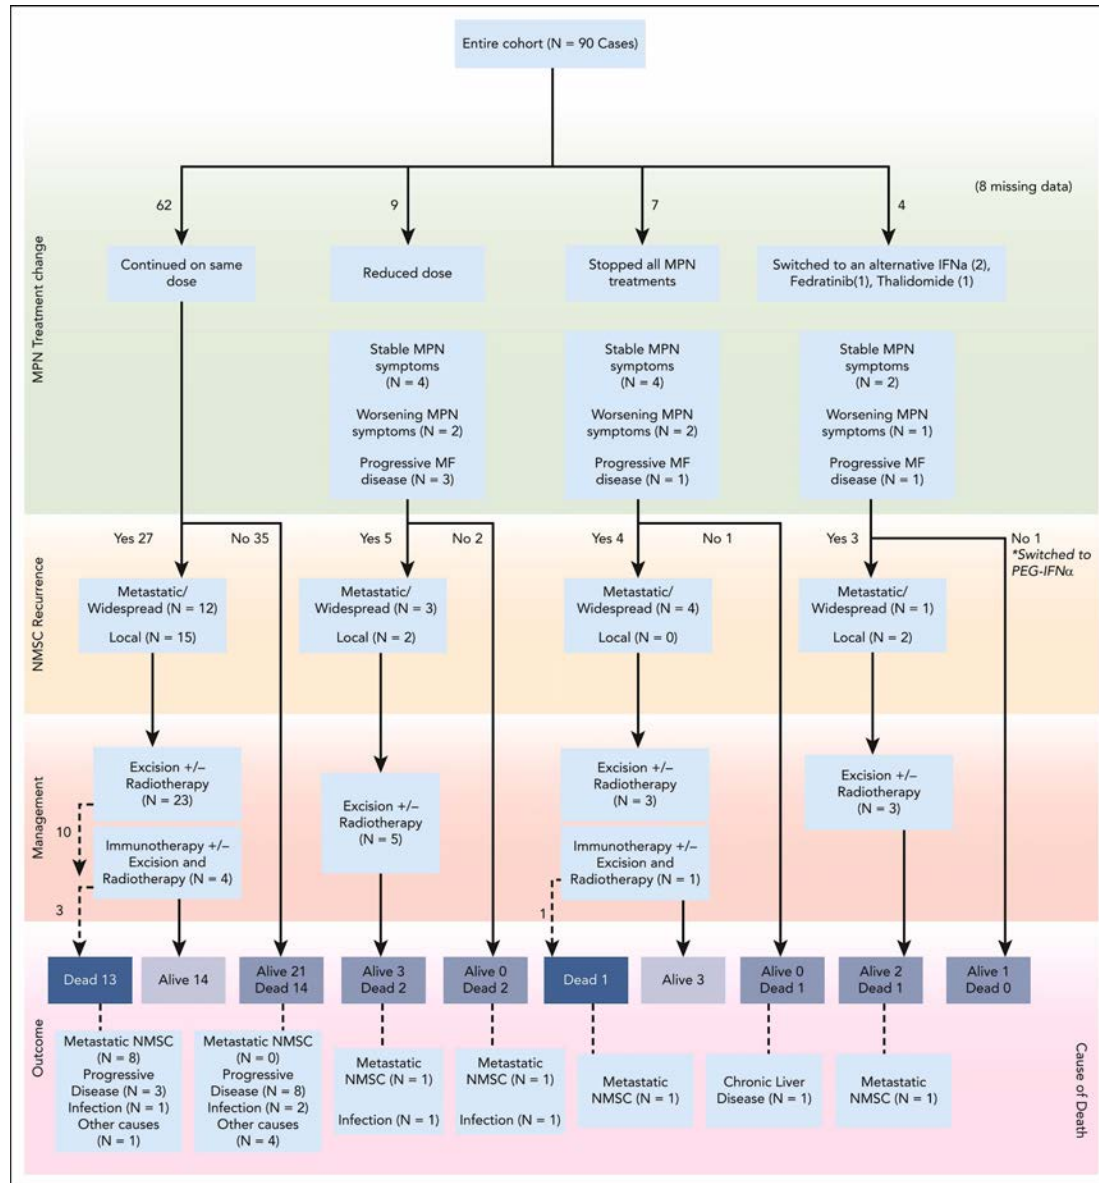 Entire cohort (N = 90 Cases)
(8 missing data)
62
9
7
4
MPN Treatment change
Continued on same
dose
Reduced dose
Stopped all MPN
treatments
Switched to an alternative IFNa (2),
Fedratinib(1), Thalidomide (1)
Stable MPN
symptoms
(N = 4)
Worsening MPN
symptoms (N = 2)
Progressive MF
disease (N = 3)
Stable MPN
symptoms
(N = 4)
Worsening MPN
symptoms (N = 2)
Progressive MF
disease (N = 1)
Stable MPN
symptoms
(N = 2)
Worsening MPN
symptoms (N = 1)
Progressive MF
disease (N = 1)
NMSC Recurrence
Yes 27
No 35
Yes 5
No 2
Yes 4
No 1
Yes 3
No 1
*Switched to
PEG-IFNα
Metastatic/
Widespread (N = 12)
Local (N = 15)
Metastatic/
Widespread (N = 3)
Local (N = 2)
Metastatic/
Widespread (N = 4)
Local (N = 0)
Metastatic/
Widespread (N = 1)
Local (N = 2)
Management
Excision +/–
Radiotherapy
(N = 23)
10
Immunotherapy +/–
Excision and
Radiotherapy (N = 4)
3
Excision +/–
Radiotherapy
(N = 5)
Excision +/–
Radiotherapy
(N = 3)
Immunotherapy +/–
Excision and
Radiotherapy (N = 1)
1
Excision +/–
Radiotherapy
(N = 3)
Outcome
Dead 13
Alive 14
Alive 21
Dead 14
Alive 3
Dead 2
Alive 0
Dead 2
Dead 1
Alive 3
Alive 0
Dead 1
Alive 2
Dead 1
Alive 1
Dead 0
Metastatic NMSC
(N = 8)
Progressive
Disease (N = 3)
Infection (N = 1)
Other causes
(N = 1)
Metastatic NMSC
(N = 0)
Progressive
Disease (N = 8)
Infection (N = 2)
Other causes
(N = 4)
Metastatic
NMSC (N = 1)
Infection (N = 1)
Metastatic
NMSC (N = 1)
Infection (N = 1)
Metastatic
NMSC (N = 1)
Chronic Liver
Disease (N = 1)
Metastatic
NMSC (N = 1)
Cause of Death